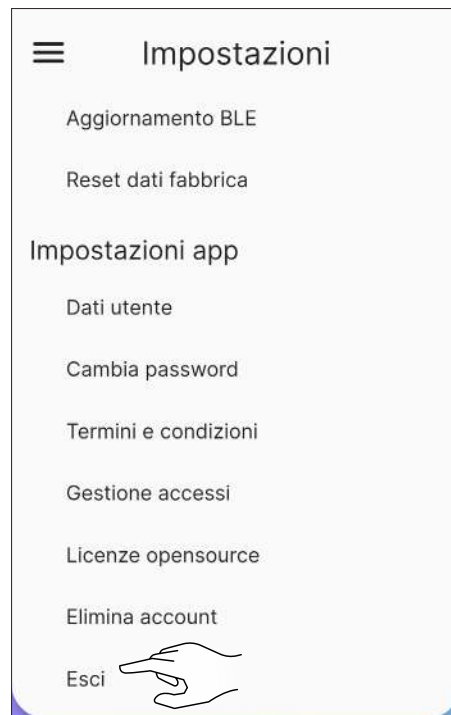 Impostazioni
Aggiornamento BLE
Reset dati fabbrica
Impostazioni app
Dati utente
Cambia password
Termini e condizioni
Gestione accessi
Licenze opensource
Elimina account
Esci